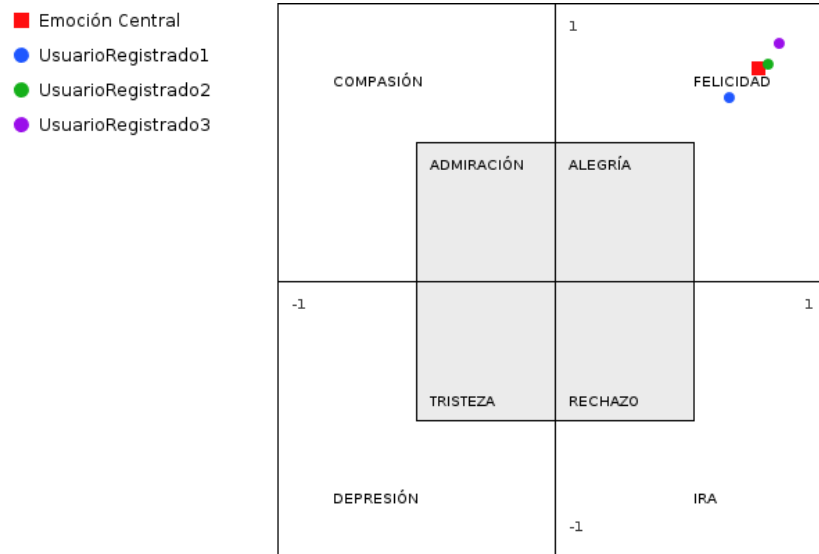 Emoción Central
UsuarioRegistrado1
UsuarioRegistrado2
UsuarioRegistrado3
1
COMPASIÓN
FELICIDAD
ADMIRACIÓN
ALEGRÍA
-1
1
TRISTEZA
RECHAZO
DEPRESIÓN
IRA
-1